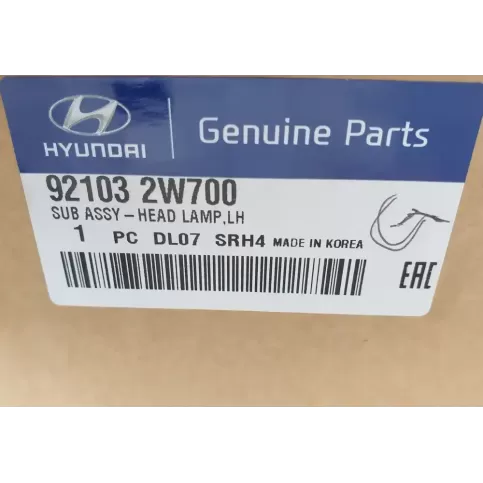 HYUNDAI
Genuine Parts
92103 2W700
SUB ASSY-HEAD LAMP,LH
1 PC DL07 SRH4 MADE IN KOREA
EAC